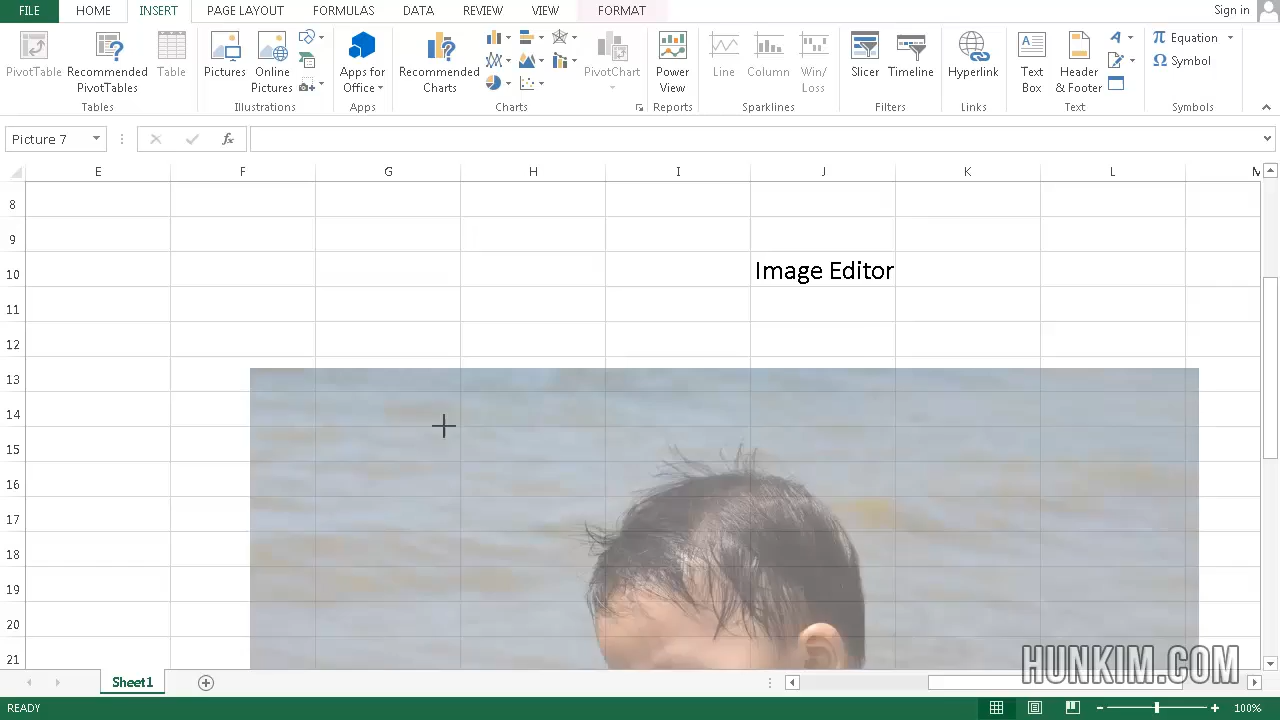 FILE HOME INSERT PAGE LAYOUT FORMULAS DATA REVIEW VIEW FORMAT Sign in
PivotTable Recommended PivotTables Table Pictures Online Pictures Apps for Office Recommended Charts PivotChart Power View Line Column Win/Loss Slicer Timeline Hyperlink Text Box Header & Footer Equation Symbol
Tables Illustrations Apps Charts Reports Sparklines Filters Links Text Symbols
Picture 7 fx
E F G H I J K L M
8
9
10 Image Editor
11
12
13
14
15
16
17
18
19
20
21
HUNKIM.COM
Sheet1
READY 100%